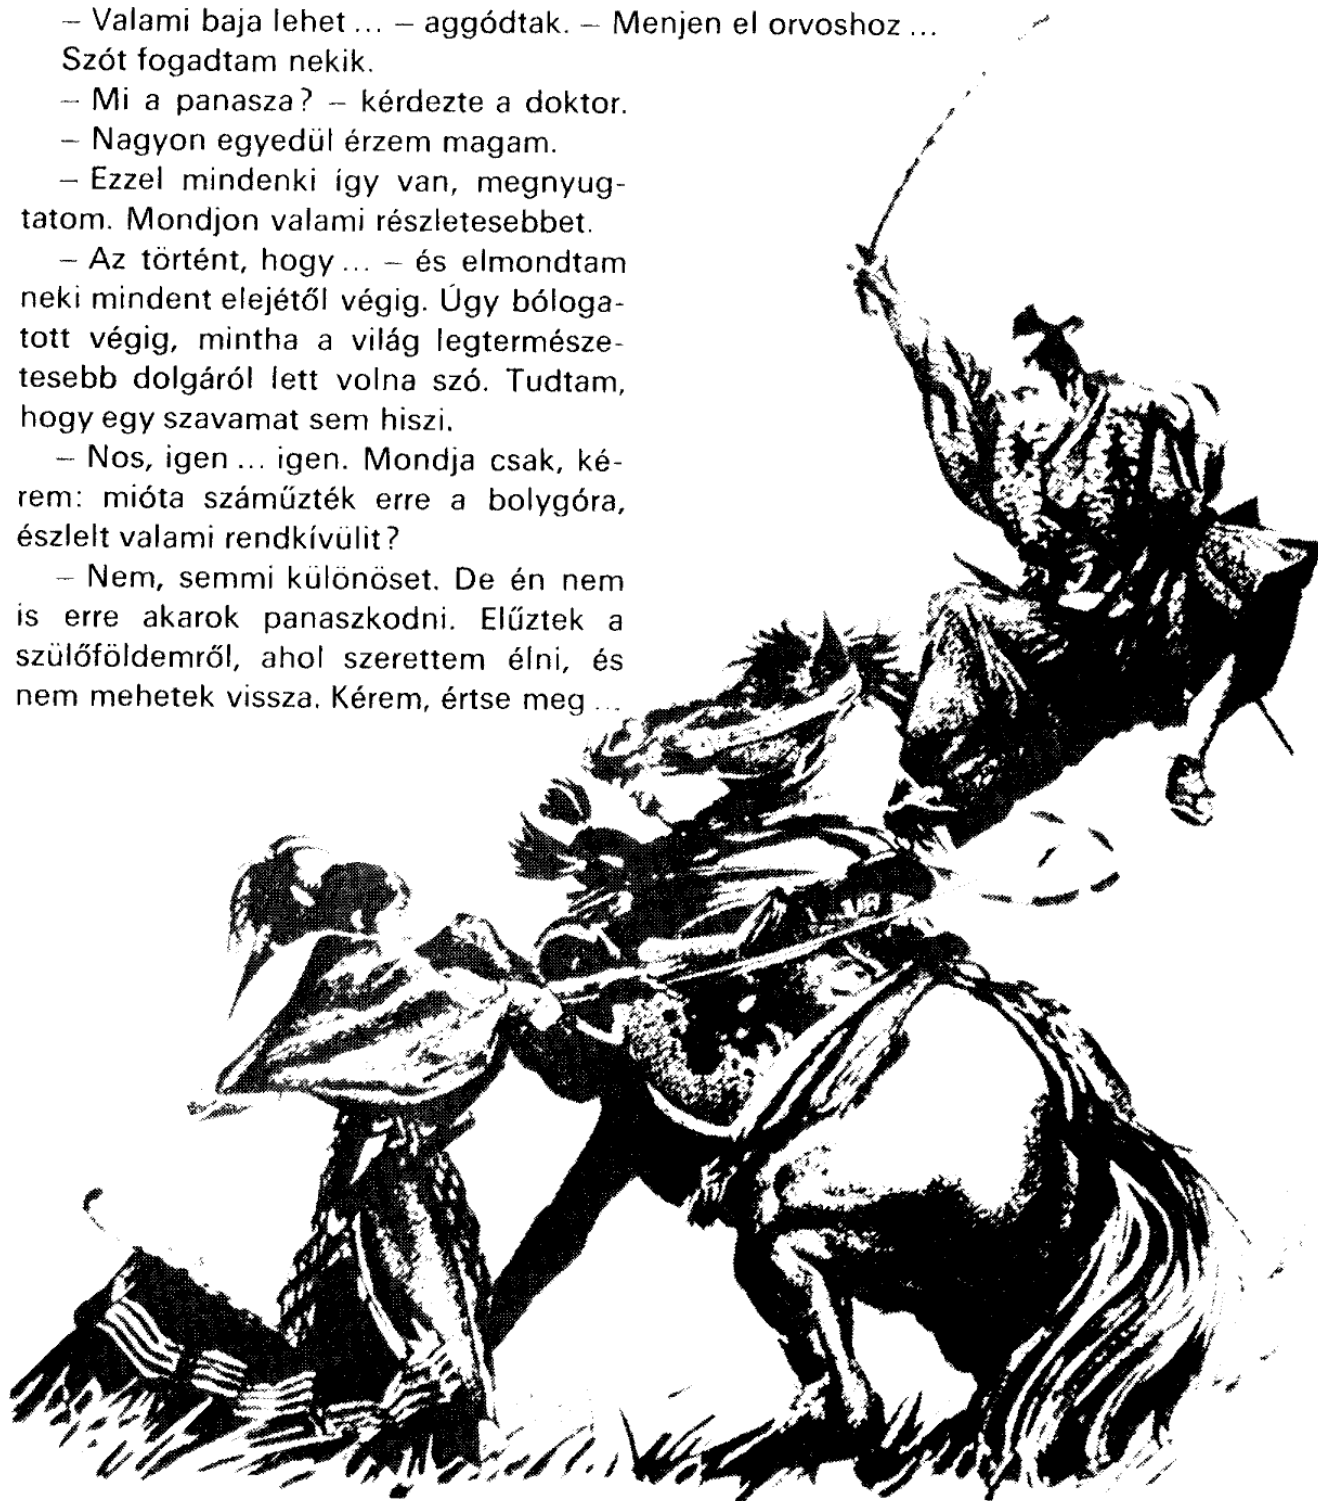 – Valami baja lehet ... – aggódtak. – Menjen el orvoshoz ...
Szót fogadtam nekik.
– Mi a panasza? – kérdezte a doktor.
– Nagyon egyedül érzem magam.
– Ezzel mindenki így van, megnyug-
tatom. Mondjon valami részletesebbet.
– Az történt, hogy ... – és elmondtam
neki mindent elejétől végig. Úgy bóloga-
tott végig, mintha a világ legtermésze-
tesebb dolgáról lett volna szó. Tudtam,
hogy egy szavamat sem hiszi.
– Nos, igen ... igen. Mondja csak, ké-
rem: mióta száműzték erre a bolygóra,
észlelt valami rendkívülit?
– Nem, semmi különöset. De én nem
is erre akarok panaszkodni. Elűztek a
szülőföldemről, ahol szerettem élni, és
nem mehetek vissza. Kérem, értse meg ...